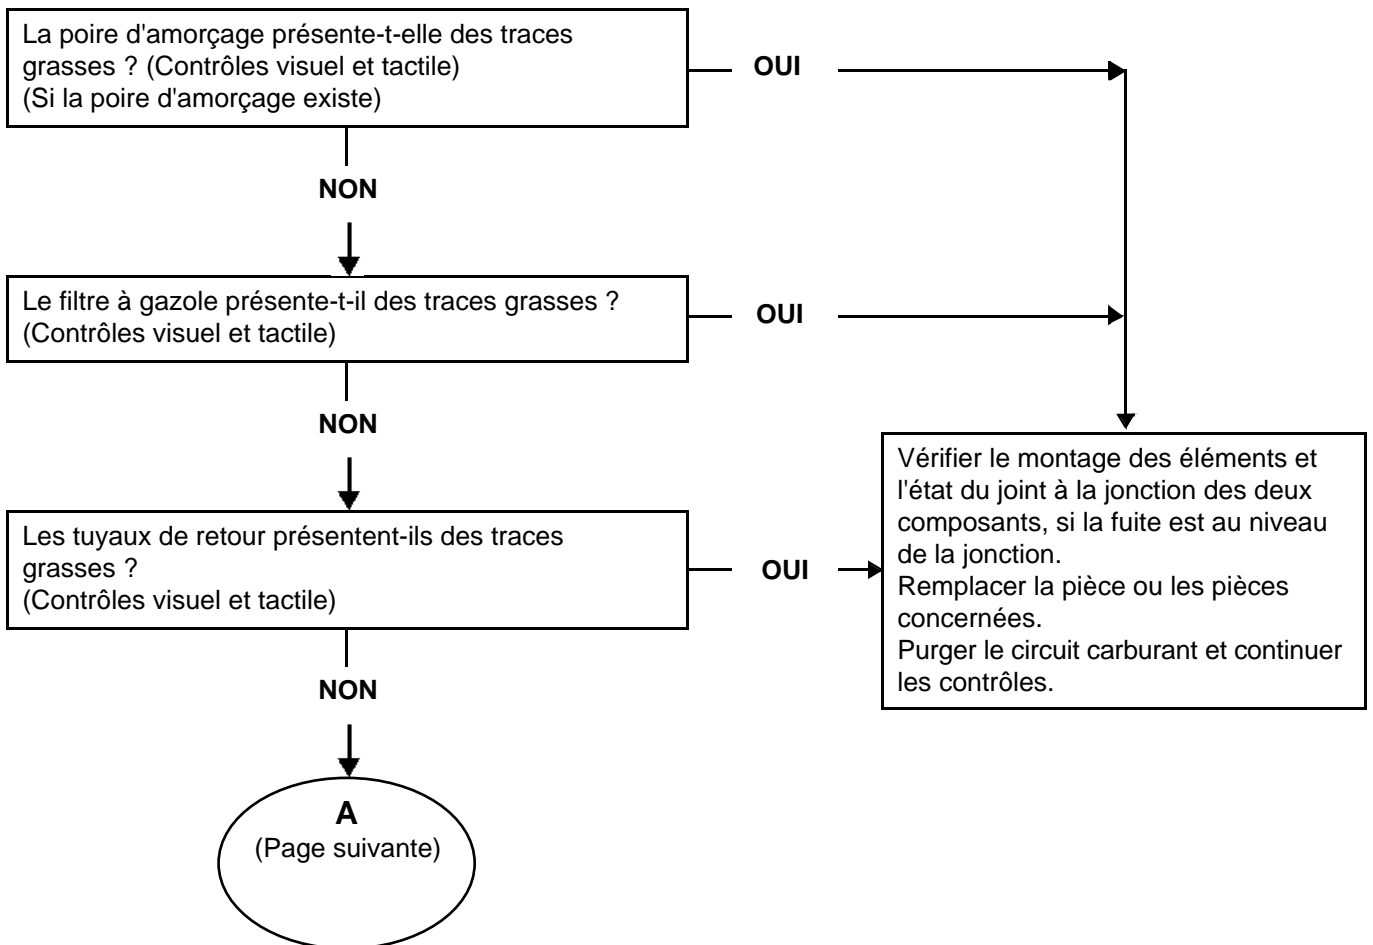 La poire d'amorçage présente-t-elle des traces
grasses ? (Contrôles visuel et tactile)
(Si la poire d'amorçage existe)
OUI
NON
Le filtre à gazole présente-t-il des traces grasses ?
(Contrôles visuel et tactile)
OUI
NON
Les tuyaux de retour présentent-ils des traces
grasses ?
(Contrôles visuel et tactile)
OUI
Vérifier le montage des éléments et
l'état du joint à la jonction des deux
composants, si la fuite est au niveau
de la jonction.
Remplacer la pièce ou les pièces
concernées.
Purger le circuit carburant et continuer
les contrôles.
NON
A
(Page suivante)